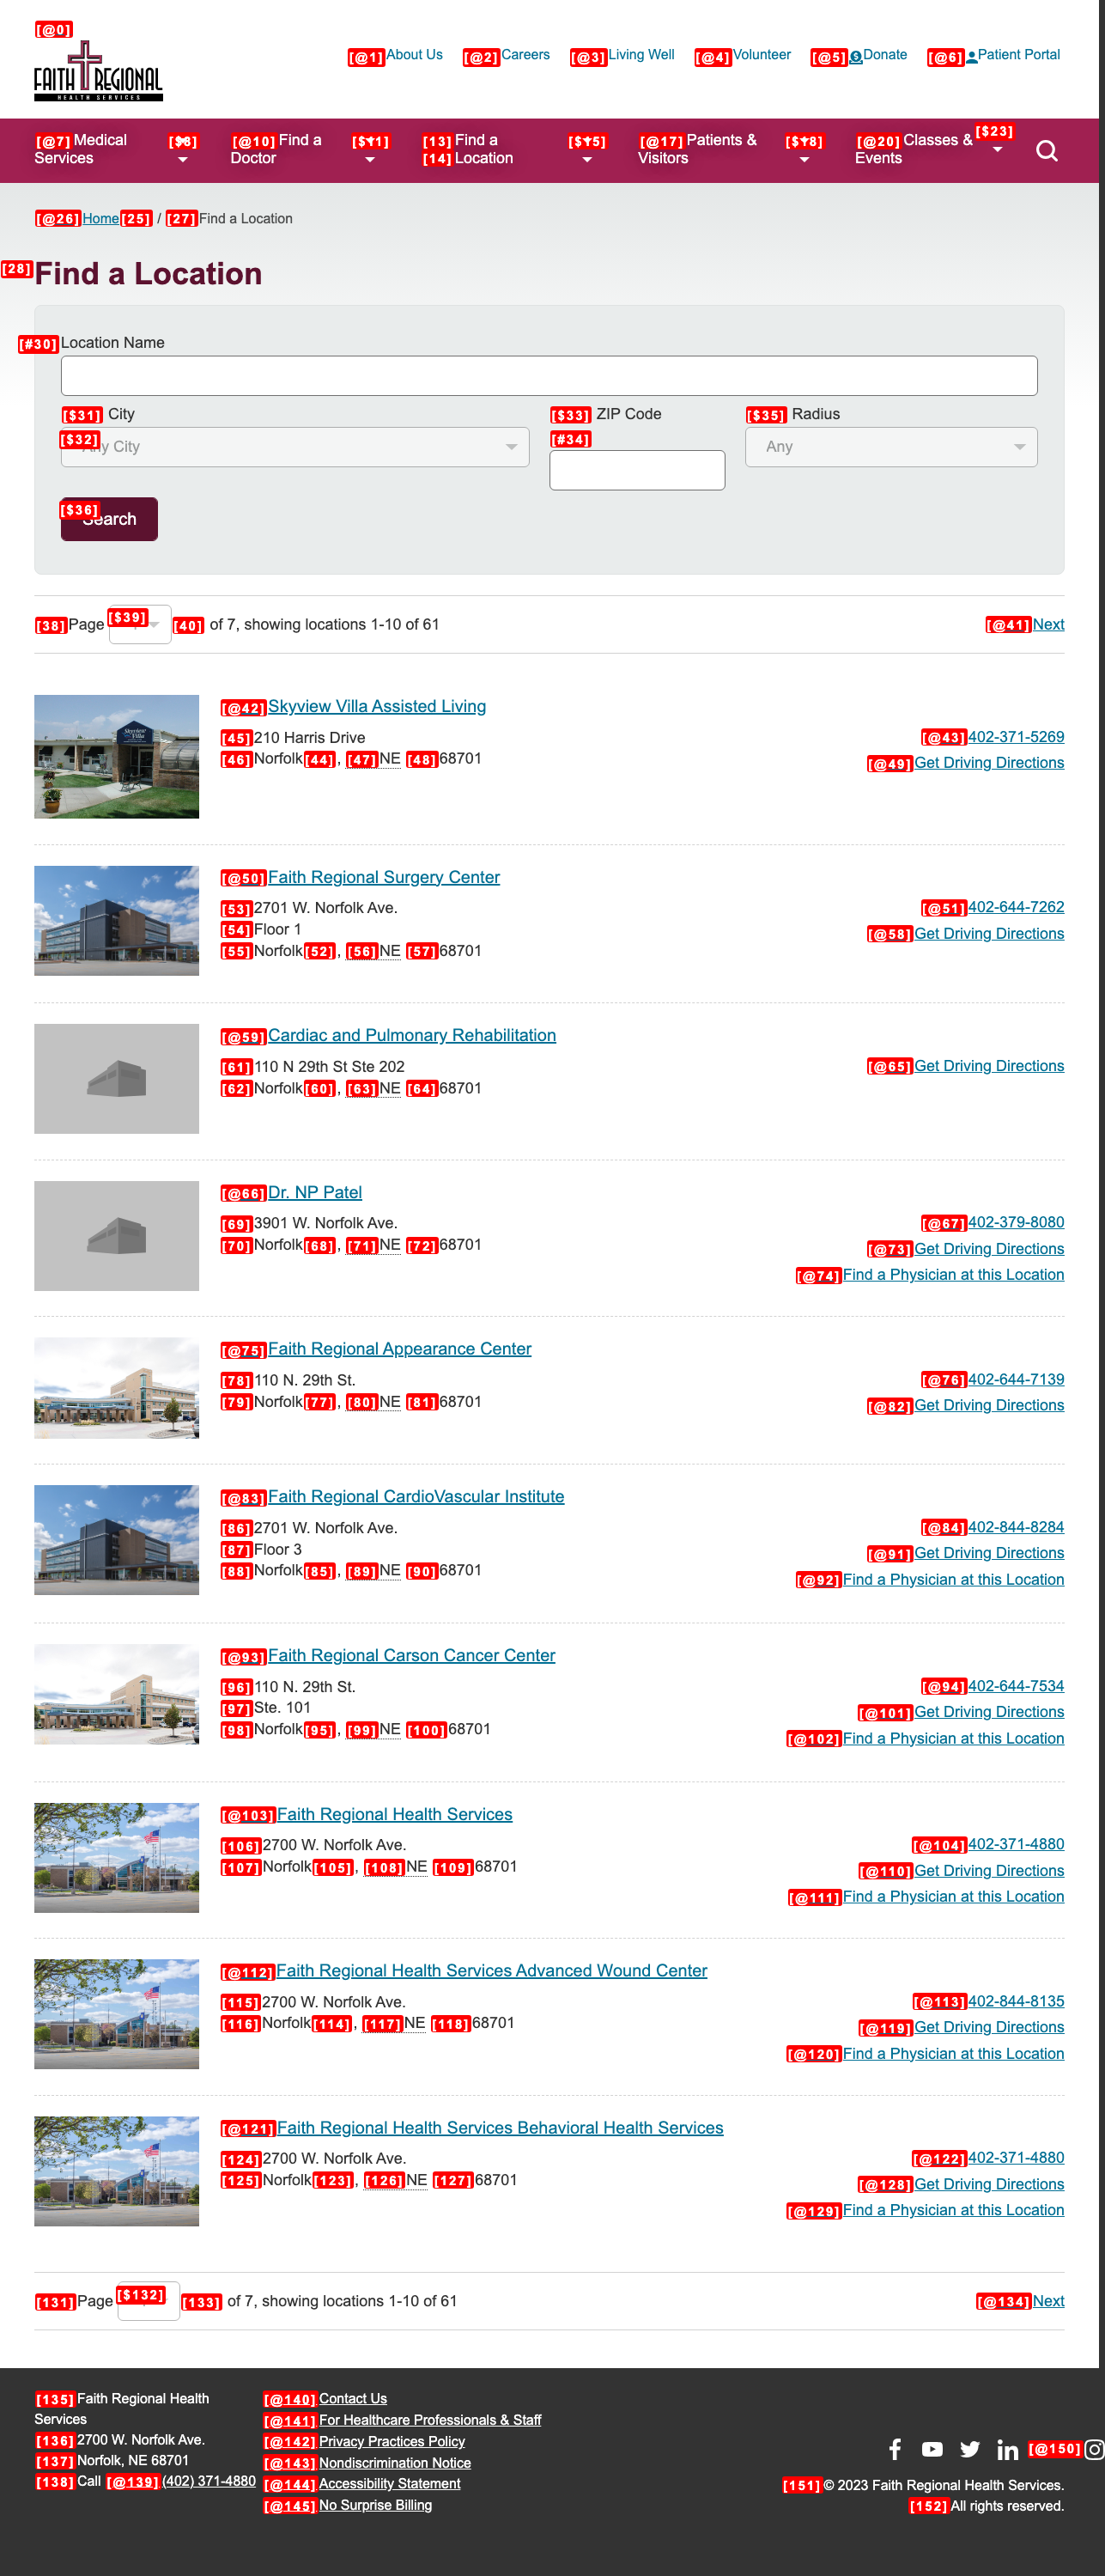 [@0]
FAITH REGIONAL
HEALTH SERVICES
[@1]About Us [@2]Careers [@3]Living Well [@4]Volunteer [@5]Donate [@6]Patient Portal
[@7]Medical Services [$8]
[@10]Find a Doctor [$11]
[13]Find a
[14]Location [$15]
[@17]Patients & Visitors [$18]
[@20]Classes & Events [$23]
[@26]Home[25] / [27]Find a Location
[28]Find a Location
[#30]Location Name
[$31] City [$33] ZIP Code [$35] Radius
[$32] Any City [#34] Any
[$36] Search
[38]Page [$39] [40] of 7, showing locations 1-10 of 61 [@41]Next
[@42]Skyview Villa Assisted Living
[45]210 Harris Drive [@43]402-371-5269
[46]Norfolk[44], [47]NE [48]68701 [@49]Get Driving Directions
[@50]Faith Regional Surgery Center
[53]2701 W. Norfolk Ave. [@51]402-644-7262
[54]Floor 1 [@58]Get Driving Directions
[55]Norfolk[52], [56]NE [57]68701
[@59]Cardiac and Pulmonary Rehabilitation
[61]110 N 29th St Ste 202 [@65]Get Driving Directions
[62]Norfolk[60], [63]NE [64]68701
[@66]Dr. NP Patel
[69]3901 W. Norfolk Ave. [@67]402-379-8080
[70]Norfolk[68], [71]NE [72]68701 [@73]Get Driving Directions
[@74]Find a Physician at this Location
[@75]Faith Regional Appearance Center
[78]110 N. 29th St. [@76]402-644-7139
[79]Norfolk[77], [80]NE [81]68701 [@82]Get Driving Directions
[@83]Faith Regional CardioVascular Institute
[86]2701 W. Norfolk Ave. [@84]402-844-8284
[87]Floor 3 [@91]Get Driving Directions
[88]Norfolk[85], [89]NE [90]68701 [@92]Find a Physician at this Location
[@93]Faith Regional Carson Cancer Center
[96]110 N. 29th St. [@94]402-644-7534
[97]Ste. 101 [@101]Get Driving Directions
[98]Norfolk[95], [99]NE [100]68701 [@102]Find a Physician at this Location
[@103]Faith Regional Health Services
[106]2700 W. Norfolk Ave. [@104]402-371-4880
[107]Norfolk[105], [108]NE [109]68701 [@110]Get Driving Directions
[@111]Find a Physician at this Location
[@112]Faith Regional Health Services Advanced Wound Center
[115]2700 W. Norfolk Ave. [@113]402-844-8135
[116]Norfolk[114], [117]NE [118]68701 [@119]Get Driving Directions
[@120]Find a Physician at this Location
[@121]Faith Regional Health Services Behavioral Health Services
[124]2700 W. Norfolk Ave. [@122]402-371-4880
[125]Norfolk[123], [126]NE [127]68701 [@128]Get Driving Directions
[@129]Find a Physician at this Location
[131]Page [$132] [133] of 7, showing locations 1-10 of 61 [@134]Next
[135]Faith Regional Health
Services
[136]2700 W. Norfolk Ave.
[137]Norfolk, NE 68701
[138]Call [@139](402) 371-4880
[@140]Contact Us
[@141]For Healthcare Professionals & Staff
[@142]Privacy Practices Policy
[@143]Nondiscrimination Notice
[@144]Accessibility Statement
[@145]No Surprise Billing
[@150]
[151]© 2023 Faith Regional Health Services.
[152]All rights reserved.